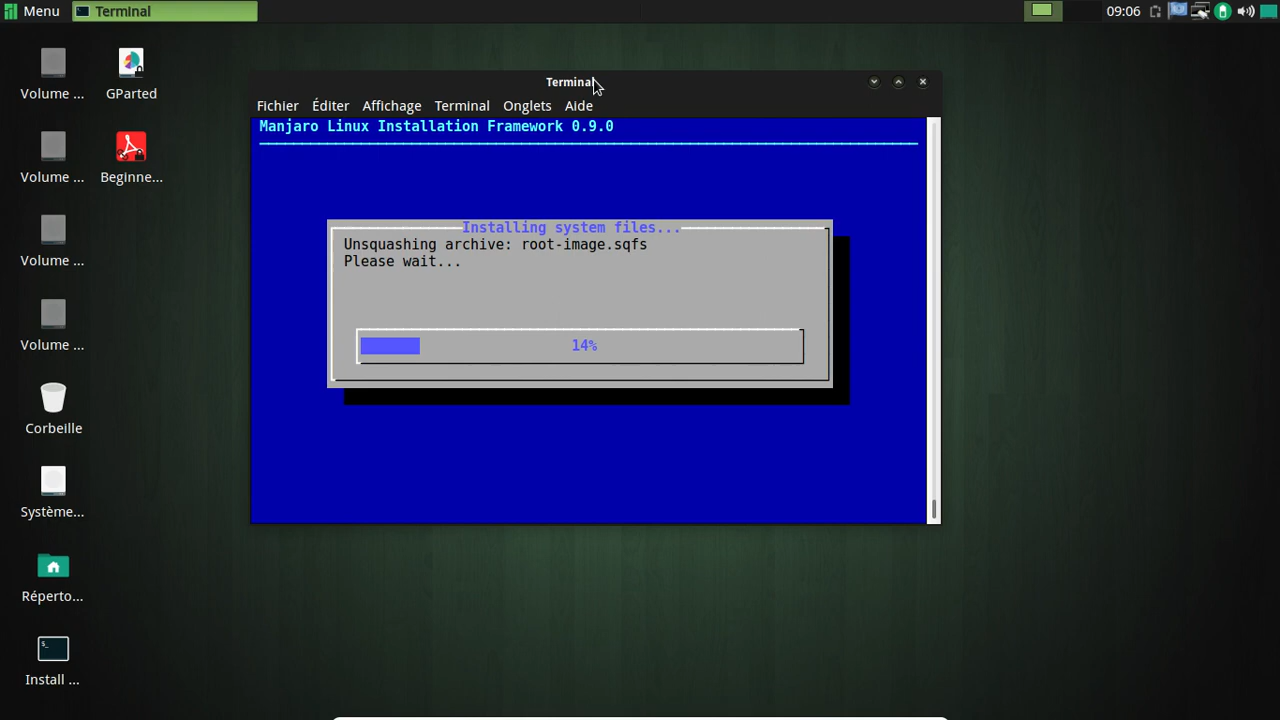 Menu
Terminal
09:06
Volume ...
GParted
Volume ...
Beginne...
Volume ...
Volume ...
Corbeille
Système...
Réperto...
Install ...
Terminal
Fichier Éditer Affichage Terminal Onglets Aide
Manjaro Linux Installation Framework 0.9.0
Installing system files...
Unsquashing archive: root-image.sqfs
Please wait...
14%